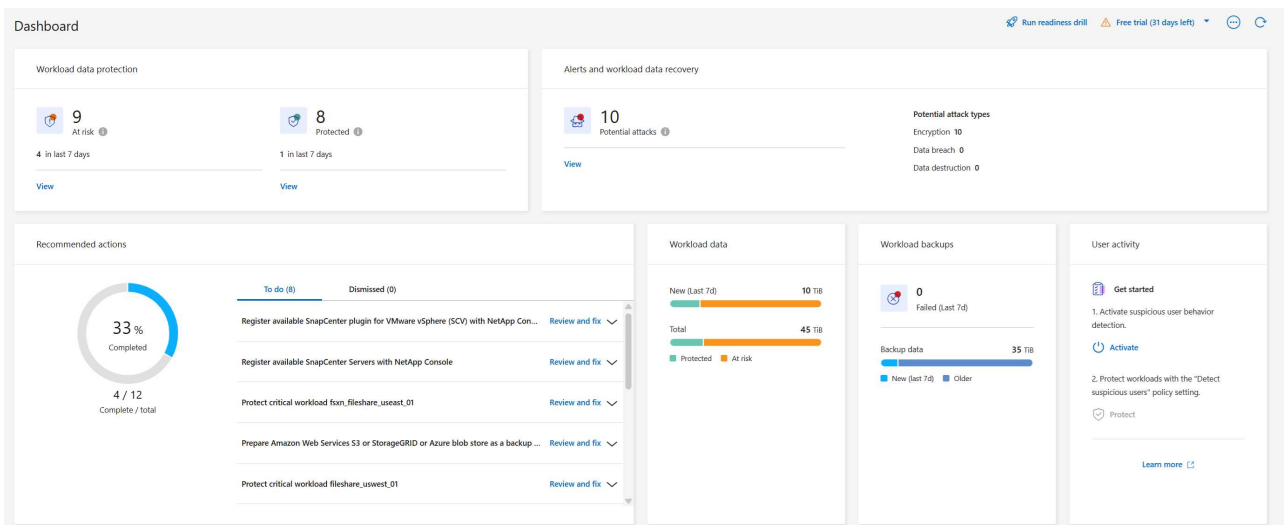 Dashboard
Run readiness drill
Free trial (31 days left)
Workload data protection
9
At risk
4 in last 7 days
View
8
Protected
1 in last 7 days
View
Alerts and workload data recovery
10
Potential attacks
View
Potential attack types
Encryption 10
Data breach 0
Data destruction 0
Recommended actions
33 %
Completed
4 / 12
Complete / total
To do (8)
Dismissed (0)
Register available SnapCenter plugin for VMware vSphere (SCV) with NetApp Con... Review and fix
Register available SnapCenter Servers with NetApp Console Review and fix
Protect critical workload fsxn_fileshare_useast_01 Review and fix
Prepare Amazon Web Services S3 or StorageGRID or Azure blob store as a backup ... Review and fix
Protect critical workload fileshare_uswest_01 Review and fix
Workload data
New (Last 7d) 10 TiB
Total 45 TiB
Protected At risk
Workload backups
0
Failed (Last 7d)
Backup data 35 TiB
New (last 7d) Older
User activity
Get started
1. Activate suspicious user behavior
detection.
Activate
2. Protect workloads with the "Detect
suspicious users" policy setting.
Protect
Learn more